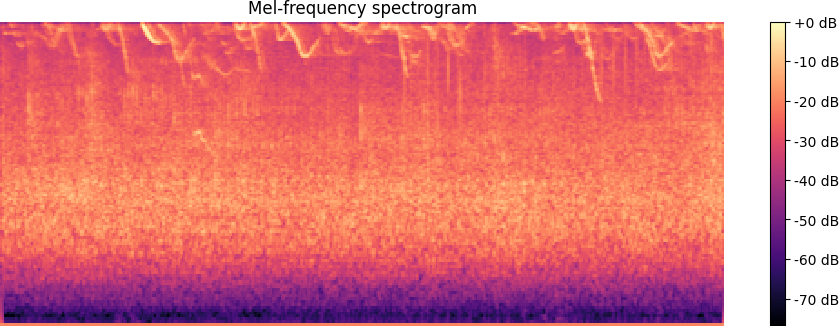 Mel-frequency spectrogram
+0 dB
-10 dB
-20 dB
-30 dB
-40 dB
-50 dB
-60 dB
-70 dB